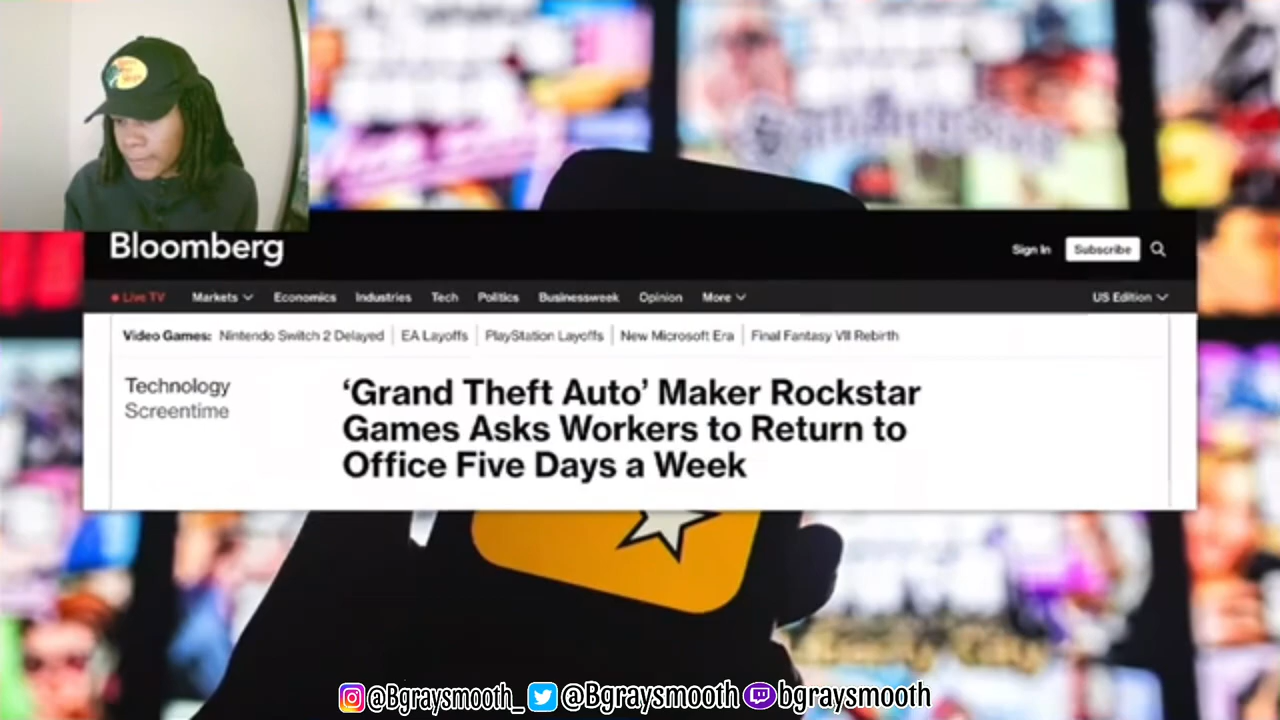 Bloomberg
Sign In Subscribe
Live TV Markets Economics Industries Tech Politics Businessweek Opinion More US Edition
Video Games: Nintendo Switch 2 Delayed EA Layoffs PlayStation Layoffs New Microsoft Era Final Fantasy VII Rebirth
Technology
Screentime
‘Grand Theft Auto’ Maker Rockstar
Games Asks Workers to Return to
Office Five Days a Week
@Bgraysmooth_ @Bgraysmooth bgraysmooth